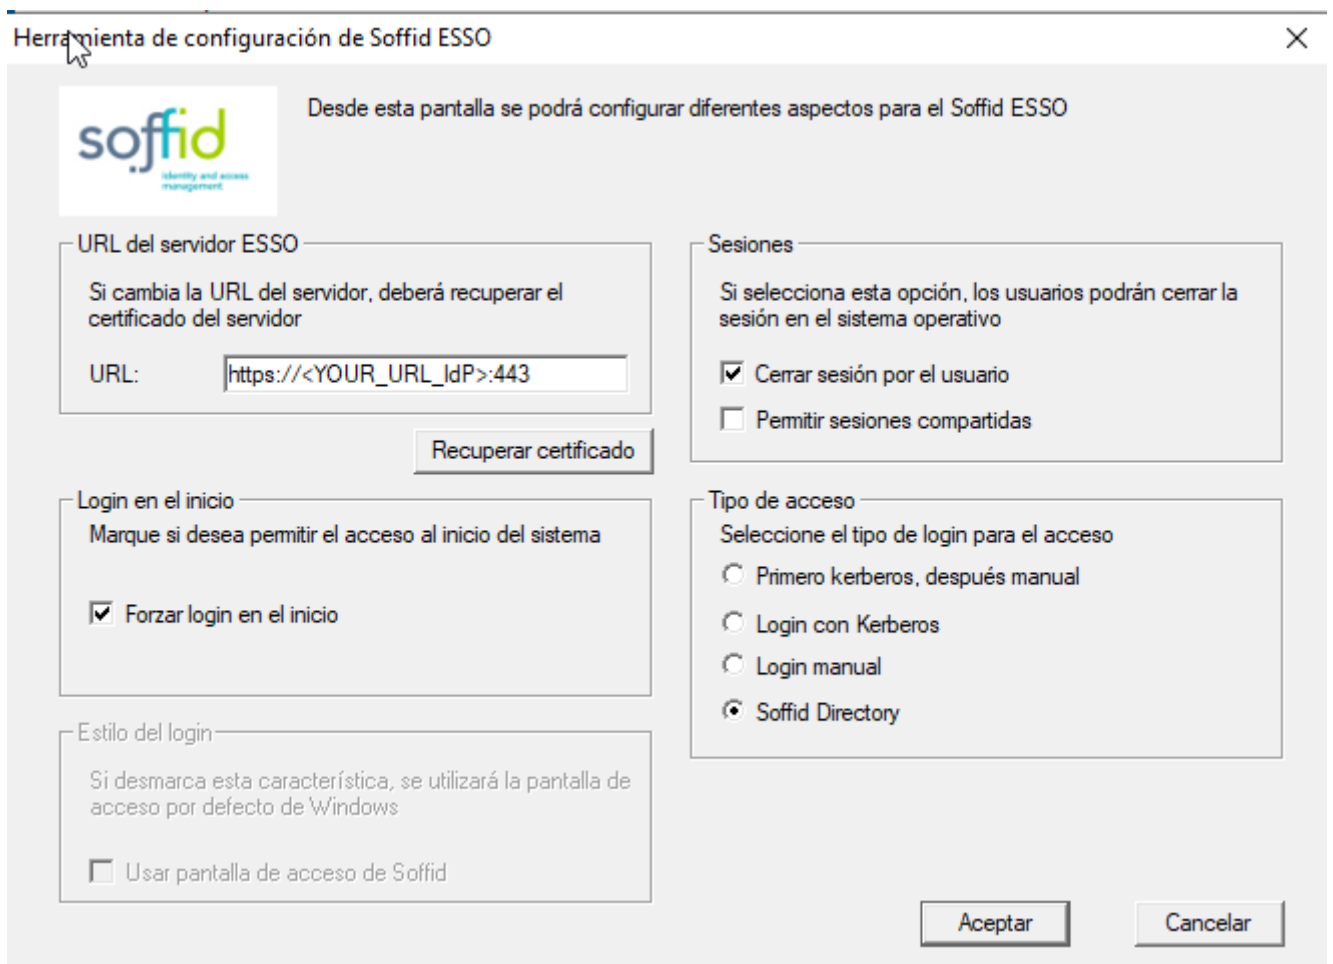 Herramienta de configuración de Soffid ESSO
soffid
identity and access
management
Desde esta pantalla se podrá configurar diferentes aspectos para el Soffid ESSO
URL del servidor ESSO
Si cambia la URL del servidor, deberá recuperar el
certificado del servidor
URL:
https://<YOUR_URL_IdP>:443
Recuperar certificado
Sesiones
Si selecciona esta opción, los usuarios podrán cerrar la
sesión en el sistema operativo
Cerrar sesión por el usuario
Permitir sesiones compartidas
Login en el inicio
Marque si desea permitir el acceso al inicio del sistema
Forzar login en el inicio
Tipo de acceso
Seleccione el tipo de login para el acceso
Primero kerberos, después manual
Login con Kerberos
Login manual
Soffid Directory
Estilo del login
Si desmarca esta característica, se utilizará la pantalla de
acceso por defecto de Windows
Usar pantalla de acceso de Soffid
Aceptar
Cancelar